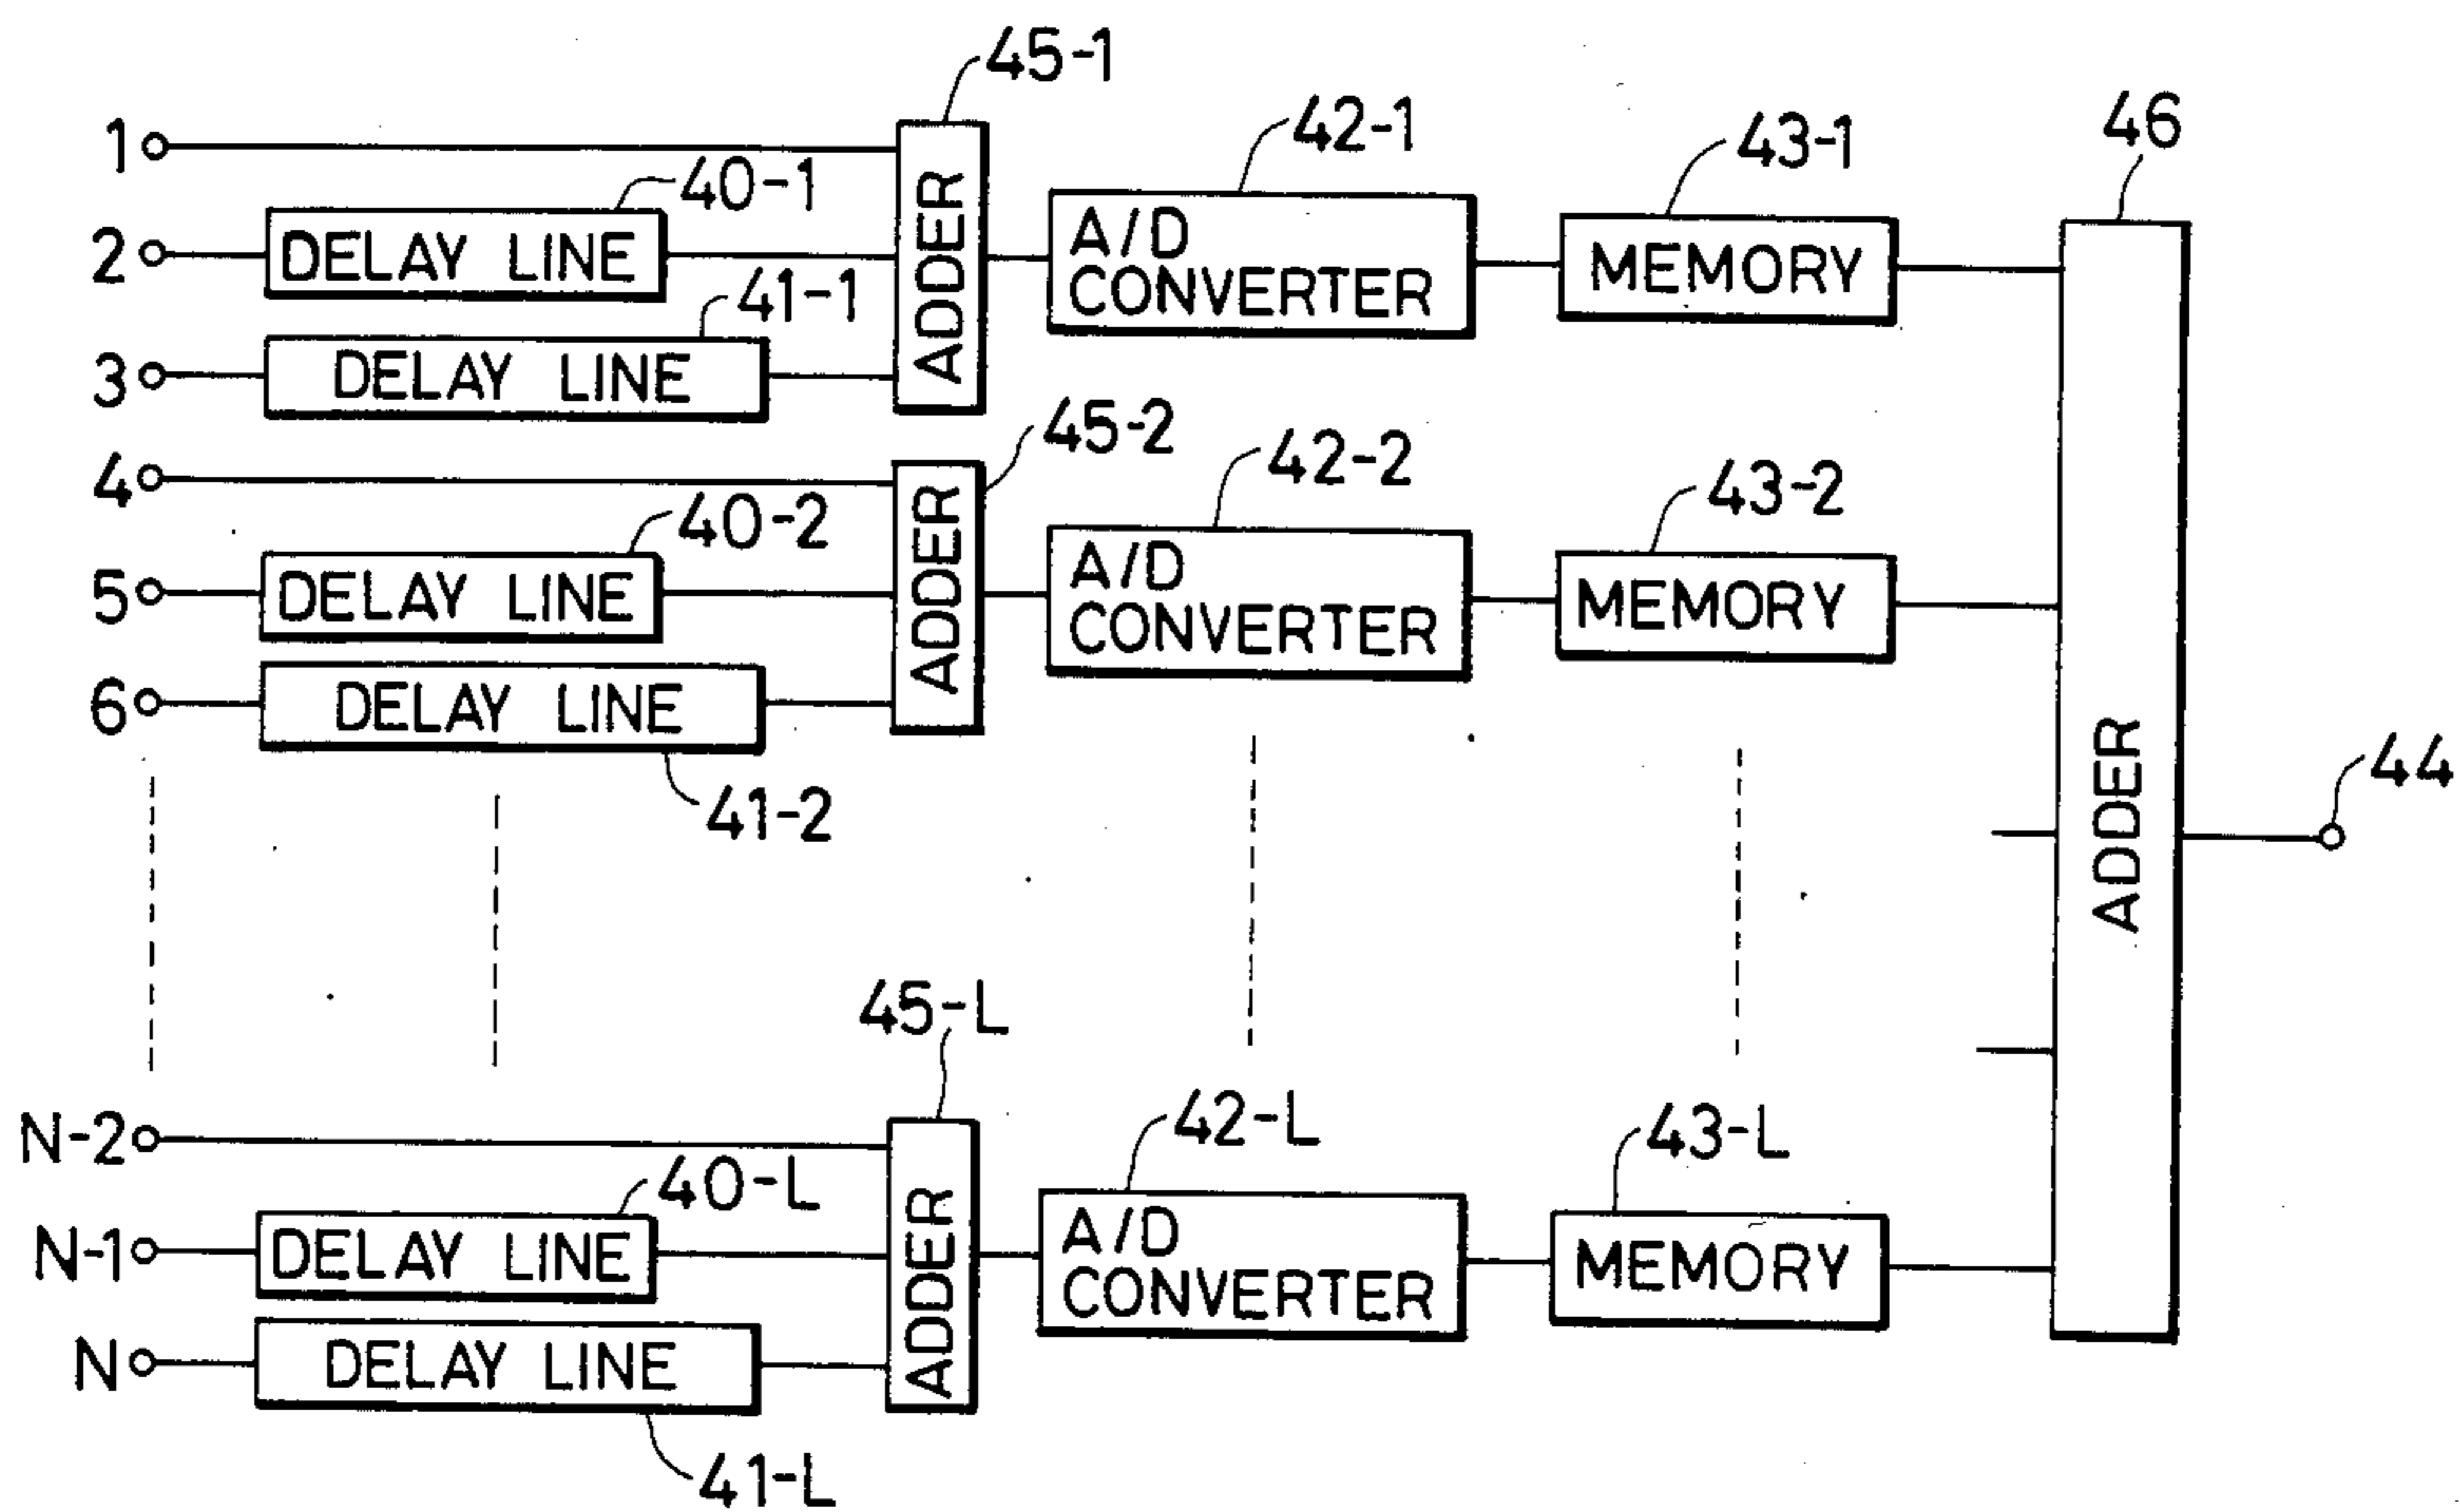 45-1
1
40-1
42-1
43-1
46
2
DELAY LINE
ADDER
A/D
CONVERTER
MEMORY
41-1
3
DELAY LINE
45-2
4
40-2
42-2
43-2
5
DELAY LINE
ADDER
A/D
CONVERTER
MEMORY
6
DELAY LINE
41-2
ADDER
44
45-L
N-2
40-L
42-L
43-L
N-1
DELAY LINE
ADDER
A/D
CONVERTER
MEMORY
N
DELAY LINE
41-L